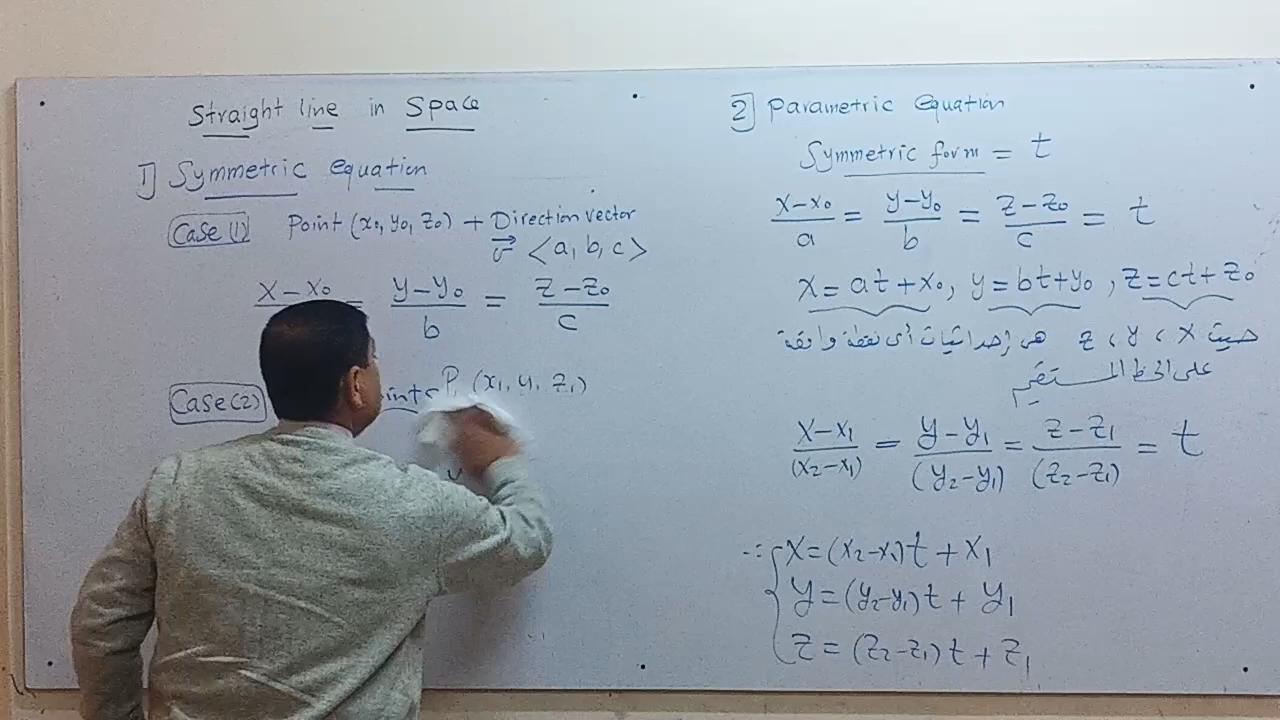 Straight line in Space
1] Symmetric equation
Case (1) Point (x₀, y₀, z₀) + Direction vector
v⃗ <a, b, c>
x-x₀ = y-y₀ / b = z-z₀ / c
Case (2) P₁ (x₁, y₁, z₁)
2] Parametric equation
Symmetric form = t
x-x₀ / a = y-y₀ / b = z-z₀ / c = t
x=at+x₀, y=bt+y₀, z=ct+z₀
حيث x، y، z هى إحداثيات أى نقطة واقعة
على الخط المستقيم
x-x₁ / (x₂-x₁) = y-y₁ / (y₂-y₁) = z-z₁ / (z₂-z₁) = t
∴ x=(x₂-x₁)t+x₁
y=(y₂-y₁)t+y₁
z=(z₂-z₁)t+z₁